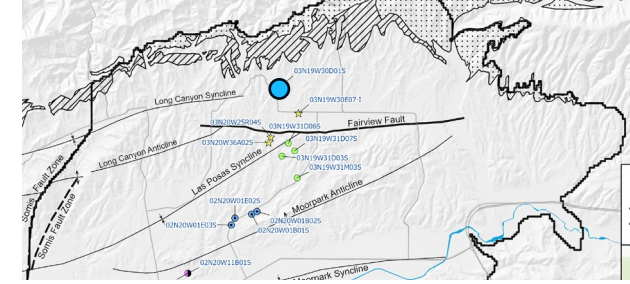 03N19W30D01S
Long Canyon Syncline
03N19W30E07-I
03N20W25R04S
03N19W31D06S
Fairview Fault
03N20W36A02S
03N19W31D07S
Long Canyon Anticline
03N19W31D03S
03N19W31M03S
Las Posas Syncline
Somis Fault Zone
Somis Fault Zone
Moorpark Anticline
02N20W01E02S
02N20W01B02S
02N20W01E03S
02N20W01B01S
02N20W11B01S
Moorpark Syncline